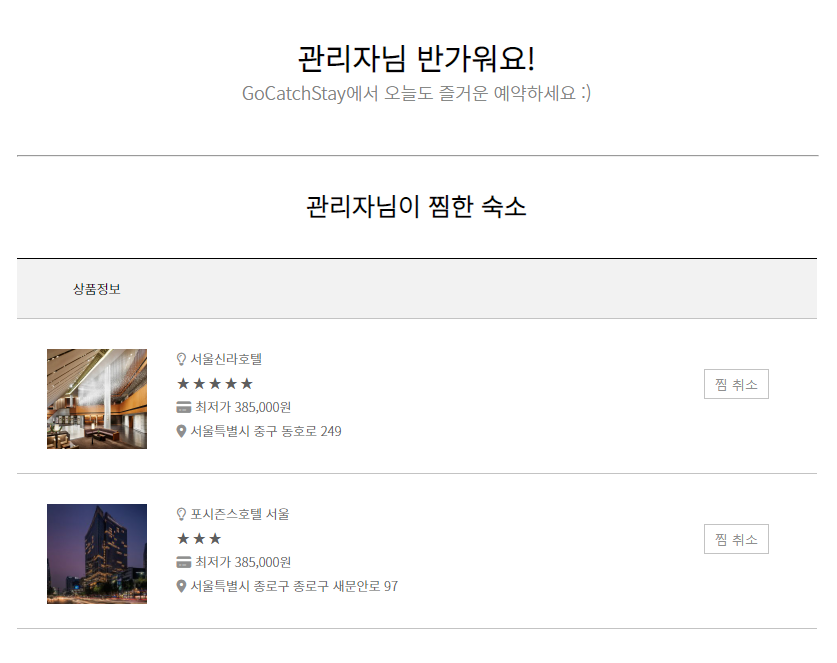 관리자님 반가워요!
GoCatchStay에서 오늘도 즐거운 예약하세요 :)
관리자님이 찜한 숙소
상품정보
서울신라호텔
★★★★★
최저가 385,000원
서울특별시 중구 동호로 249
찜 취소
포시즌스호텔 서울
★★★
최저가 385,000원
서울특별시 종로구 종로구 새문안로 97
찜 취소